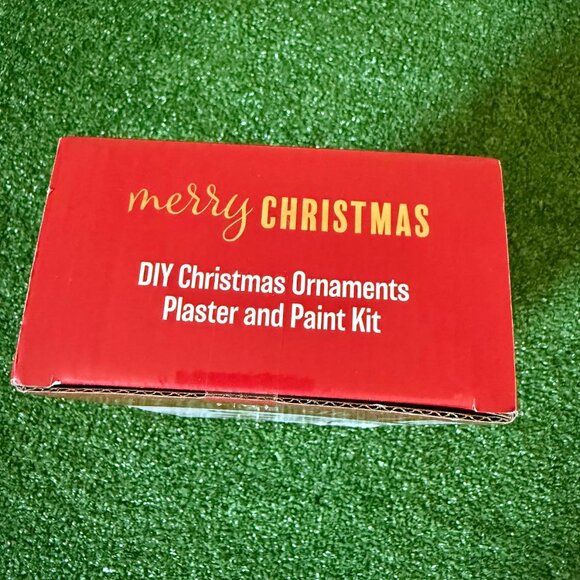 merry CHRISTMAS
DIY Christmas Ornaments
Plaster and Paint Kit